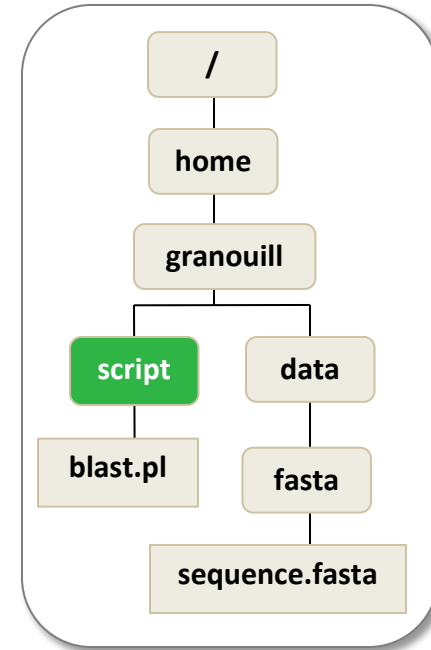 /
home
granouill
script
data
blast.pl
fasta
sequence.fasta